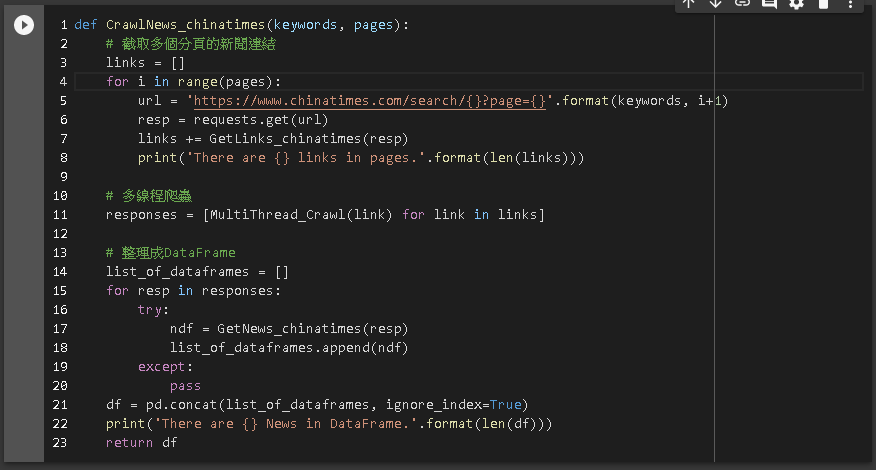 1 def CrawlNews_chinatimes(keywords, pages):
2     # 截取多個分頁的新聞連結
3     links = []
4     for i in range(pages):
5         url = 'https://www.chinatimes.com/search/{}?page={}'.format(keywords, i+1)
6         resp = requests.get(url)
7         links += GetLinks_chinatimes(resp)
8         print('There are {} links in pages.'.format(len(links)))
9
10     # 多線程爬蟲
11     responses = [MultiThread_Crawl(link) for link in links]
12
13     # 整理成DataFrame
14     list_of_dataframes = []
15     for resp in responses:
16         try:
17             ndf = GetNews_chinatimes(resp)
18             list_of_dataframes.append(ndf)
19         except:
20             pass
21     df = pd.concat(list_of_dataframes, ignore_index=True)
22     print('There are {} News in DataFrame.'.format(len(df)))
23     return df